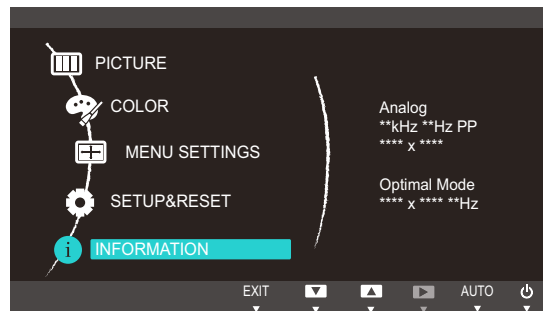 PICTURE
COLOR
MENU SETTINGS
SETUP&RESET
i INFORMATION
Analog
**kHz **Hz PP
**** x ****
Optimal Mode
**** x **** **Hz
EXIT AUTO